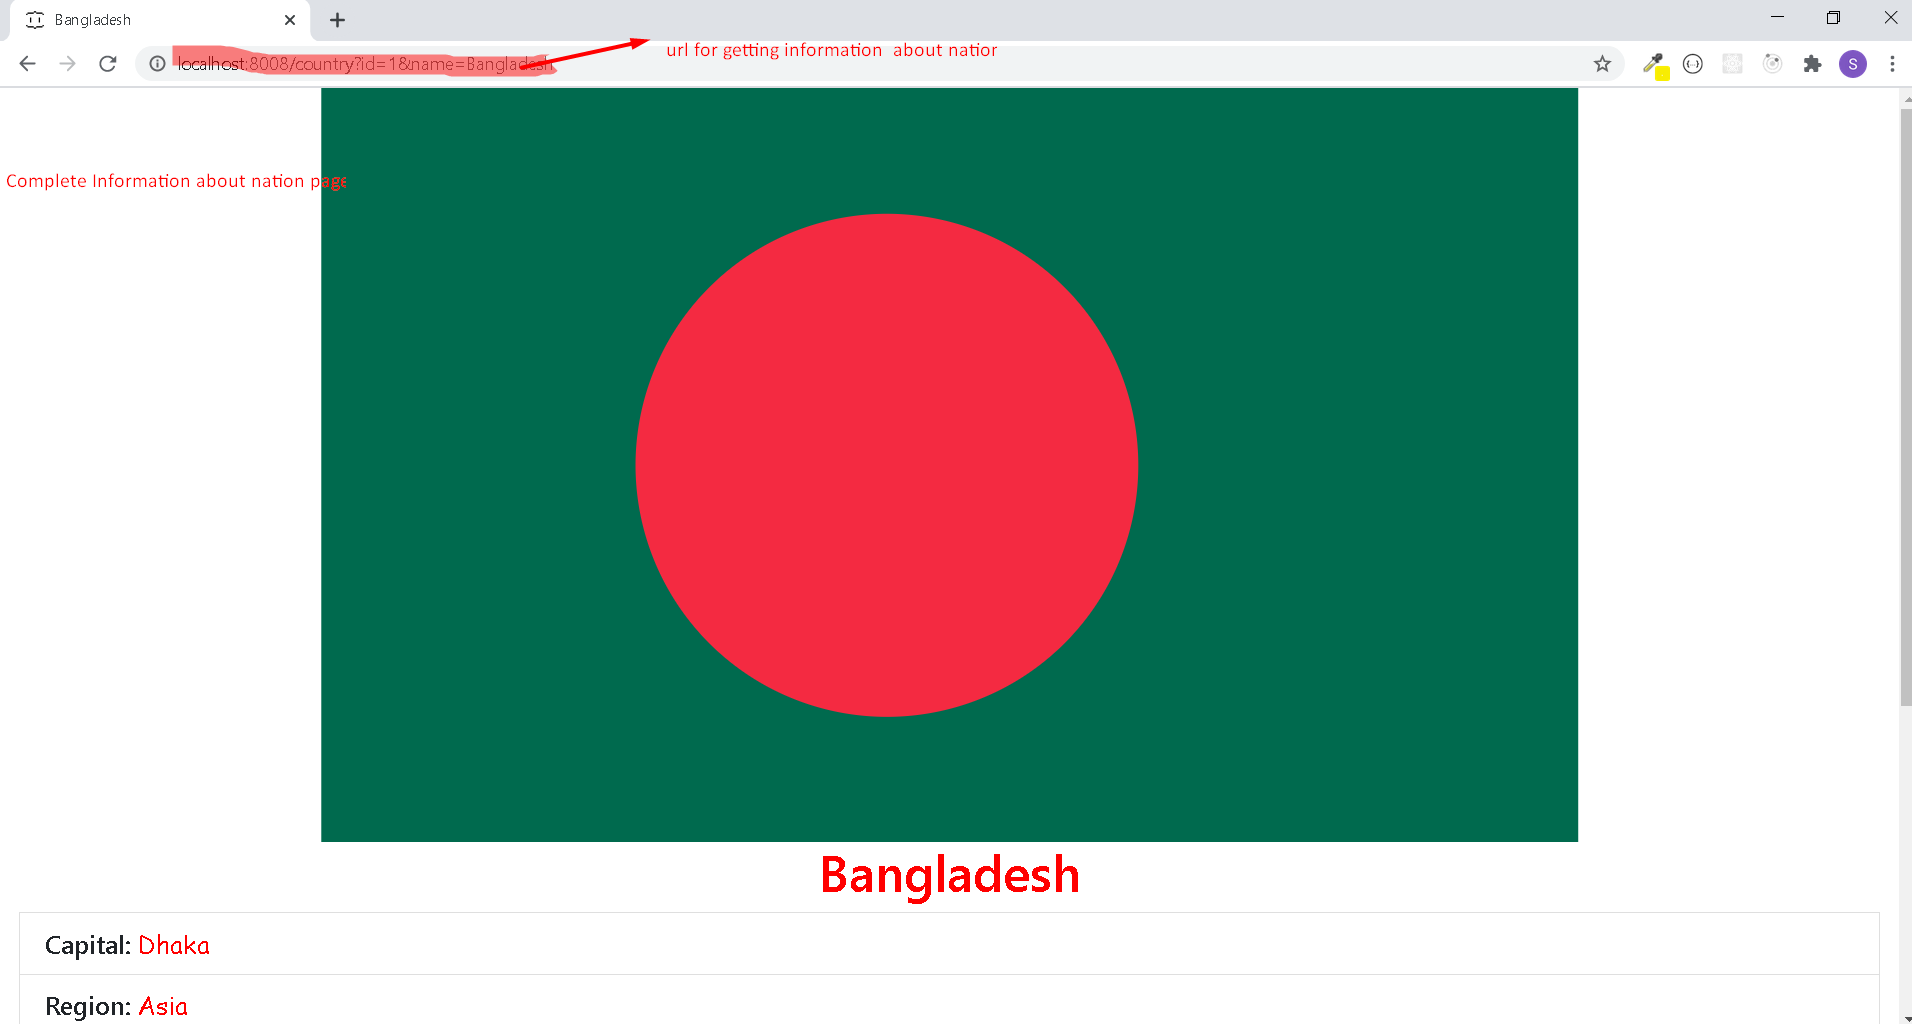 Bangladesh
url for getting information about nation
localhost:8008/country?id=1&name=Bangladesh
S
Complete Information about nation page
Bangladesh
Capital: Dhaka
Region: Asia